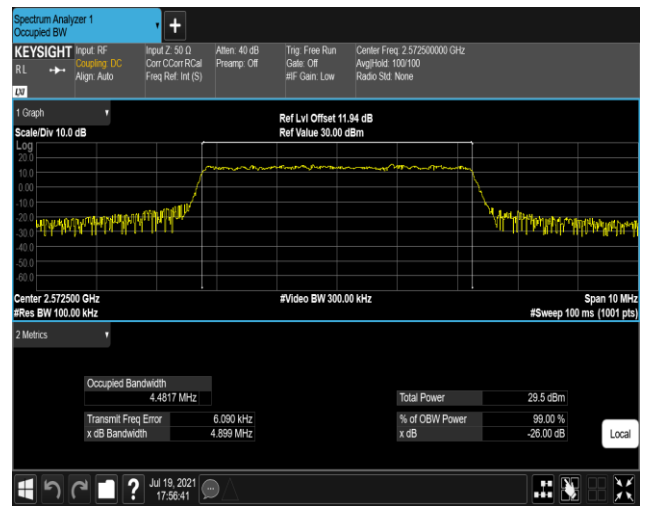 Spectrum Analyzer 1
Occupied BW
+
KEYSIGHT Input: RF Input Z: 50 Ω Atten: 40 dB Trig: Free Run Center Freq: 2.572500000 GHz
RL Coupling: DC Corr CCorr RCal Preamp: Off Gate: Off Avg|Hold: 100/100
Align: Auto Freq Ref: Int (S) #IF Gain: Low Radio Std: None
LXI
1 Graph
Ref Lvl Offset 11.94 dB
Scale/Div 10.0 dB Ref Value 30.00 dBm
Log
20.0
10.0
0.00
-10.0
-20.0
-30.0
-40.0
-50.0
-60.0
Center 2.572500 GHz #Video BW 300.00 kHz Span 10 MHz
#Res BW 100.00 kHz #Sweep 100 ms (1001 pts)
2 Metrics
Occupied Bandwidth
4.4817 MHz Total Power 29.5 dBm
Transmit Freq Error 6.090 kHz % of OBW Power 99.00 %
x dB Bandwidth 4.899 MHz x dB -26.00 dB
Local
? Jul 19, 2021
17:56:41